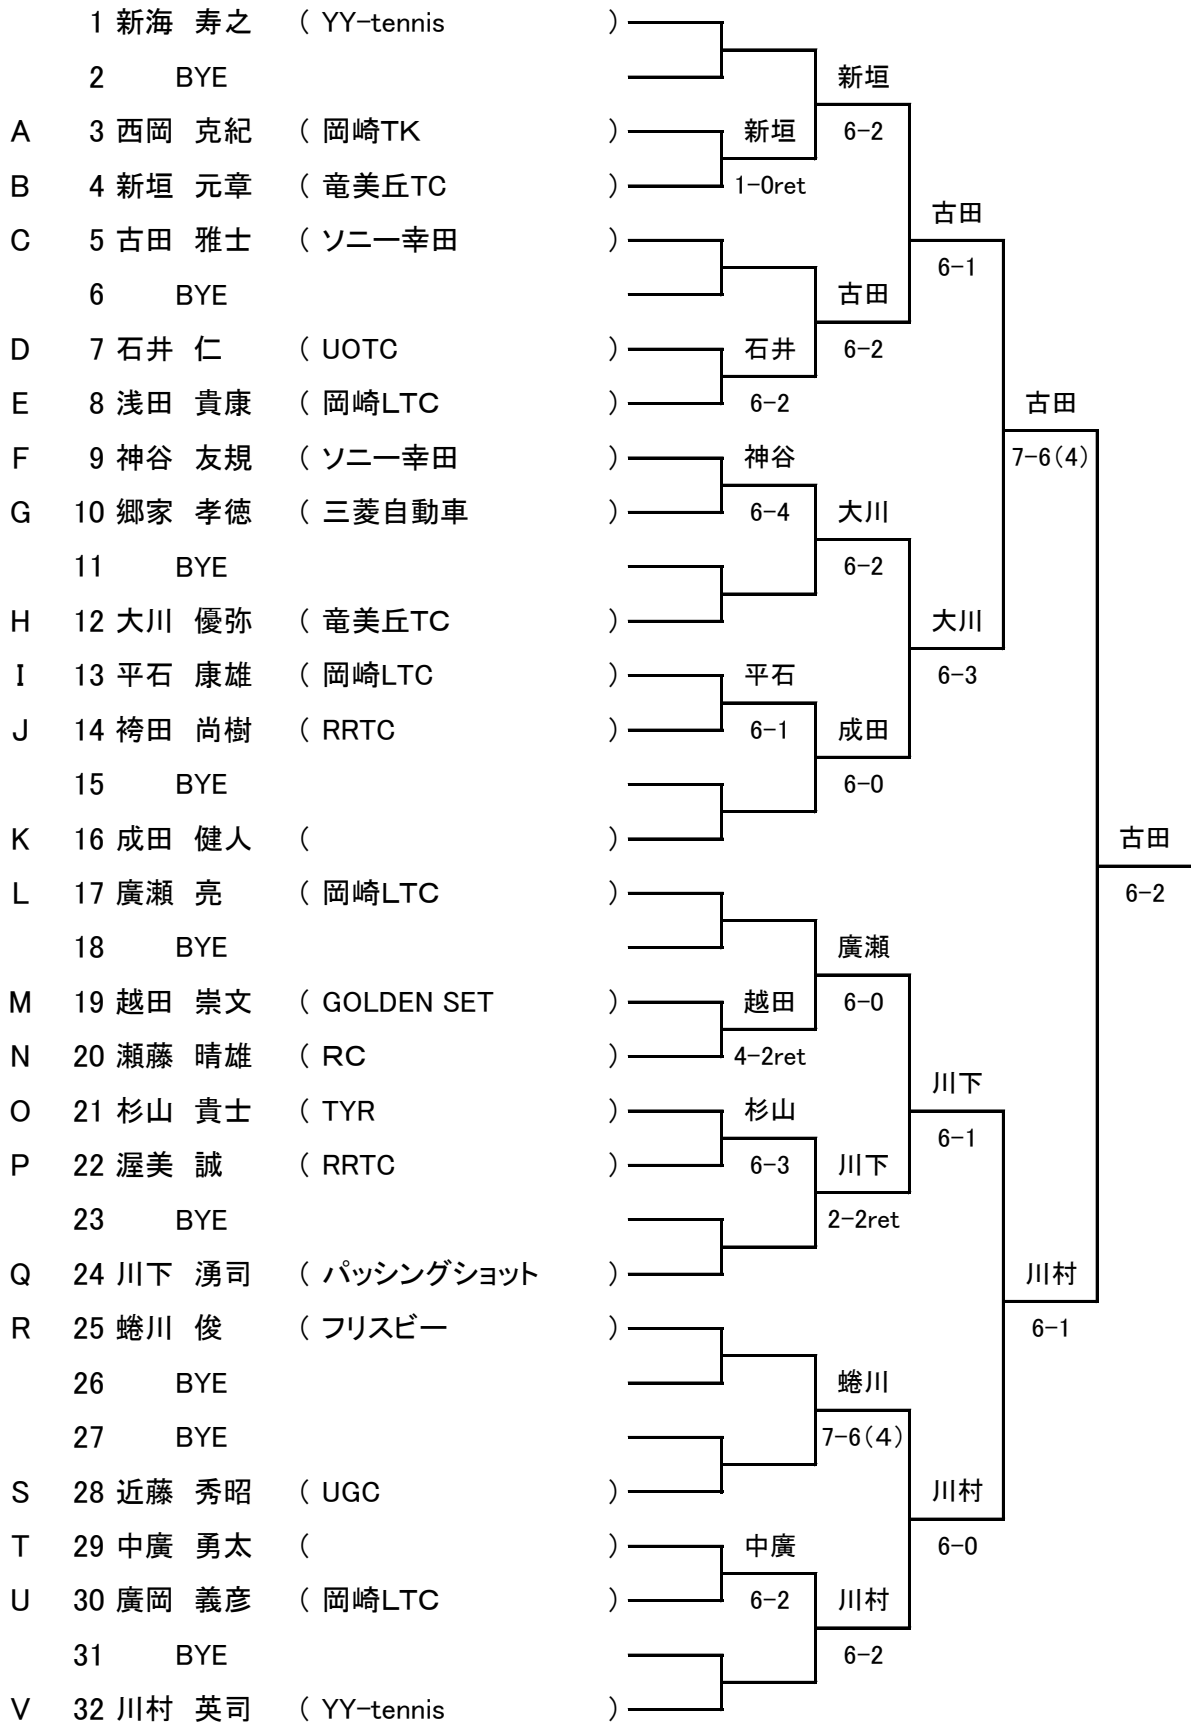 1 新海 寿之 ( YY-tennis )
2 BYE 新垣
A 3 西岡 克紀 ( 岡崎TK ) 新垣 6-2
B 4 新垣 元章 ( 竜美丘TC ) 1-0ret
古田
C 5 古田 雅士 ( ソニー幸田 )
6-1
6 BYE 古田
D 7 石井 仁 ( UOTC ) 石井 6-2
E 8 浅田 貴康 ( 岡崎LTC ) 6-2 古田
F 9 神谷 友規 ( ソニー幸田 ) 神谷 7-6(4)
G 10 郷家 孝徳 ( 三菱自動車 ) 6-4 大川
11 BYE 6-2
H 12 大川 優弥 ( 竜美丘TC ) 大川
I 13 平石 康雄 ( 岡崎LTC ) 平石 6-3
J 14 袴田 尚樹 ( RRTC ) 6-1 成田
15 BYE 6-0
K 16 成田 健人 ( ) 古田
L 17 廣瀬 亮 ( 岡崎LTC ) 6-2
18 BYE 廣瀬
M 19 越田 崇文 ( GOLDEN SET ) 越田 6-0
N 20 瀬藤 晴雄 ( RC ) 4-2ret
川下
O 21 杉山 貴士 ( TYR ) 杉山
6-1
P 22 渥美 誠 ( RRTC ) 6-3 川下
23 BYE 2-2ret
Q 24 川下 湧司 ( パッシングショット ) 川村
R 25 蜷川 俊 ( フリスビー ) 6-1
26 BYE 蜷川
27 BYE 7-6(4)
S 28 近藤 秀昭 ( UGC ) 川村
T 29 中廣 勇太 ( ) 中廣 6-0
U 30 廣岡 義彦 ( 岡崎LTC ) 6-2 川村
31 BYE 6-2
V 32 川村 英司 ( YY-tennis )